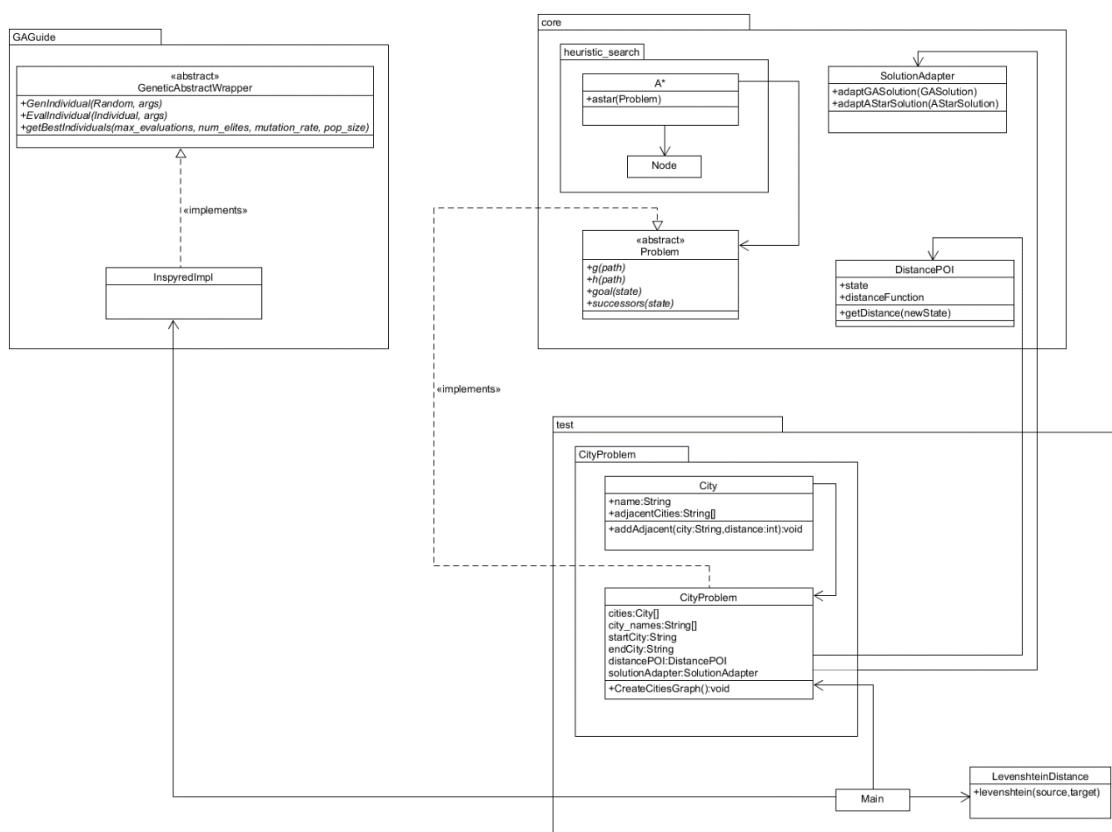 GAGuide
«abstract»
GeneticAbstractWrapper
+GenIndividual(Random, args)
+EvalIndividual(Individual, args)
+getBestIndividuals(max_evaluations, num_elites, mutation_rate, pop_size)
«implements»
InspyredImpl
core
heuristic_search
A*
+astar(Problem)
Node
SolutionAdapter
+adaptGASolution(GASolution)
+adaptAStarSolution(AStarSolution)
«abstract»
Problem
+g(path)
+h(path)
+goal(state)
+successors(state)
DistancePOI
+state
+distanceFunction
+getDistance(newState)
«implements»
test
CityProblem
City
+name:String
+adjacentCities:String[]
+addAdjacent(city:String,distance:int):void
CityProblem
cities:City[]
city_names:String[]
startCity:String
endCity:String
distancePOI:DistancePOI
solutionAdapter:SolutionAdapter
+CreateCitiesGraph():void
Main
LevenshteinDistance
+levenshtein(source,target)